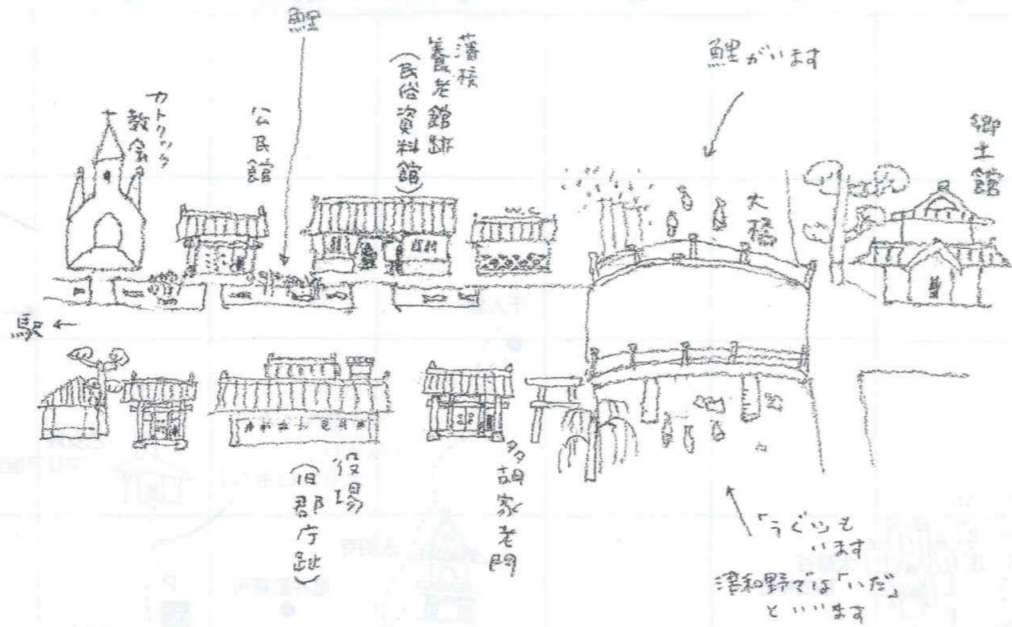 鯉
藩校
養老館跡
(民俗資料館)
鯉がいます
郷土館
カトリック
教会
公民館
W.C
大橋
駅←
役場
(旧郡庁跡)
多胡家老門
「うぐい」も
います
津和野では「いだ」
といいます